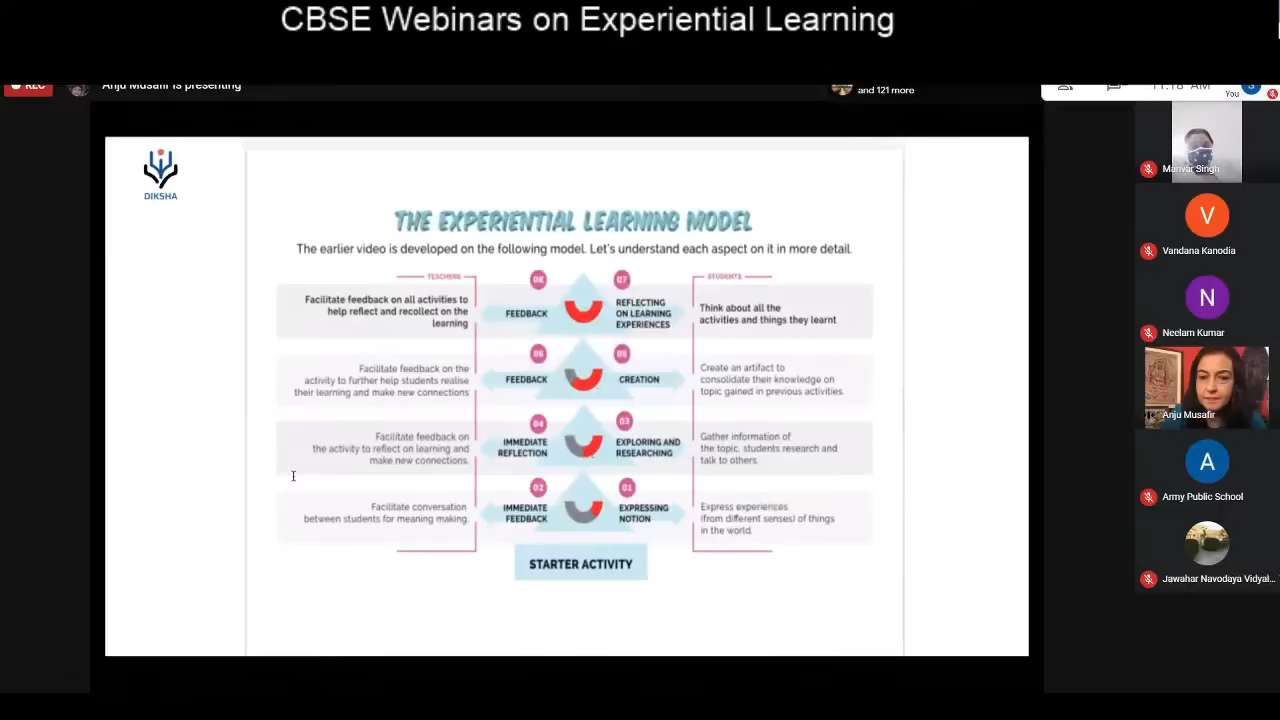 CBSE Webinars on Experiential Learning
REC
Anju Musafir is presenting
and 121 more
11:18 AM
You
DIKSHA
THE EXPERIENTIAL LEARNING MODEL
The earlier video is developed on the following model. Let's understand each aspect on it in more detail.
TEACHERS
08
07
STUDENTS
Facilitate feedback on all activities to
help reflect and recollect on the
learning
FEEDBACK
REFLECTING
ON LEARNING
EXPERIENCES
Think about all the
activities and things they learnt
06
05
Facilitate feedback on the
activity to further help students realise
their learning and make new connections
FEEDBACK
CREATION
Create an artifact to
consolidate their knowledge on
topic gained in previous activities.
04
03
Facilitate feedback on
the activity to reflect on learning and
make new connections.
IMMEDIATE
REFLECTION
EXPLORING AND
RESEARCHING
Gather information of
the topic, students research and
talk to others.
02
01
Facilitate conversation
between students for meaning making.
IMMEDIATE
FEEDBACK
EXPRESSING
NOTION
Express experiences
(from different senses) of things
in the world.
STARTER ACTIVITY
Manvar Singh
V
Vandana Kanodia
N
Neelam Kumar
Anju Musafir
A
Army Public School
Jawahar Navodaya Vidyal...